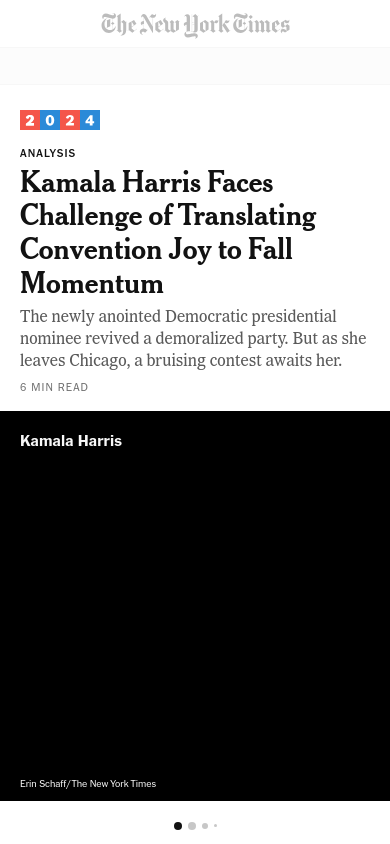 The New York Times
2024
ANALYSIS
Kamala Harris Faces
Challenge of Translating
Convention Joy to Fall
Momentum
The newly anointed Democratic presidential
nominee revived a demoralized party. But as she
leaves Chicago, a bruising contest awaits her.
6 MIN READ
Kamala Harris
Erin Schaff/The New York Times